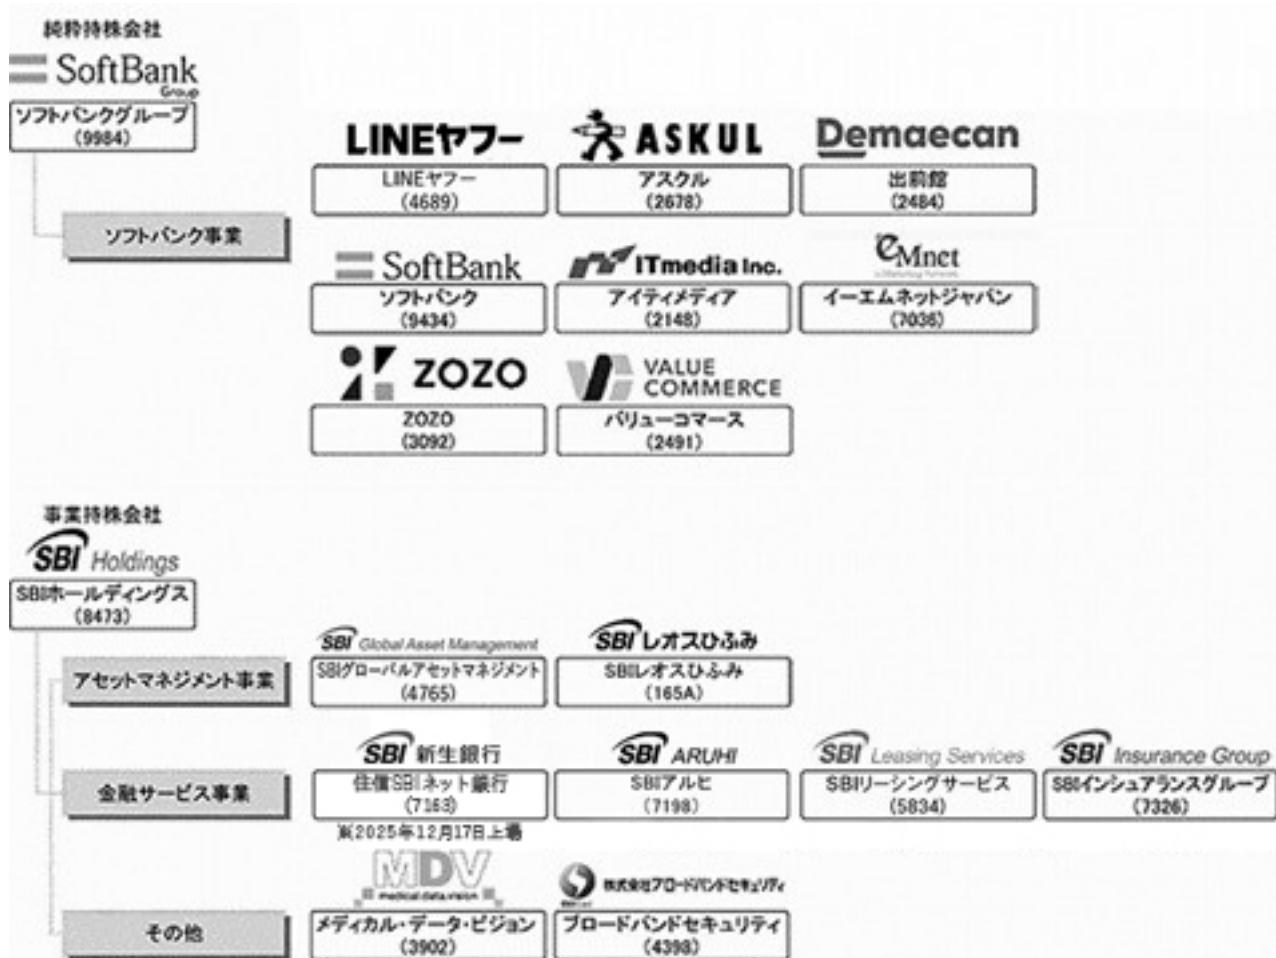 純粋持株会社
SoftBank
Group
ソフトバンクグループ
(9984)
ソフトバンク事業
LINEヤフー
LINEヤフー
(4689)
ASKUL
アスクル
(2678)
Demaecan
出前館
(2484)
SoftBank
ソフトバンク
(9434)
ITmedia Inc.
アイティメディア
(2148)
eMnet
イーエムネットジャパン
(7036)
ZOZO
ZOZO
(3092)
VALUE
COMMERCE
バリューコマース
(2491)
事業持株会社
SBI Holdings
SBIホールディングス
(8473)
アセットマネジメント事業
SBI Global Asset Management
SBIグローバルアセットマネジメント
(4765)
SBI レオスひふみ
SBIレオスひふみ
(165A)
金融サービス事業
SBI 新生銀行
住信SBIネット銀行
(7163)
※2025年12月17日上場
SBI ARUHI
SBIアルヒ
(7198)
SBI Leasing Services
SBIリーシングサービス
(5834)
SBI Insurance Group
SBIインシュアランスグループ
(7326)
その他
MDV
medical data vision
メディカル・データ・ビジョン
(3902)
株式会社ブロードバンドセキュリティ
ブロードバンドセキュリティ
(4398)